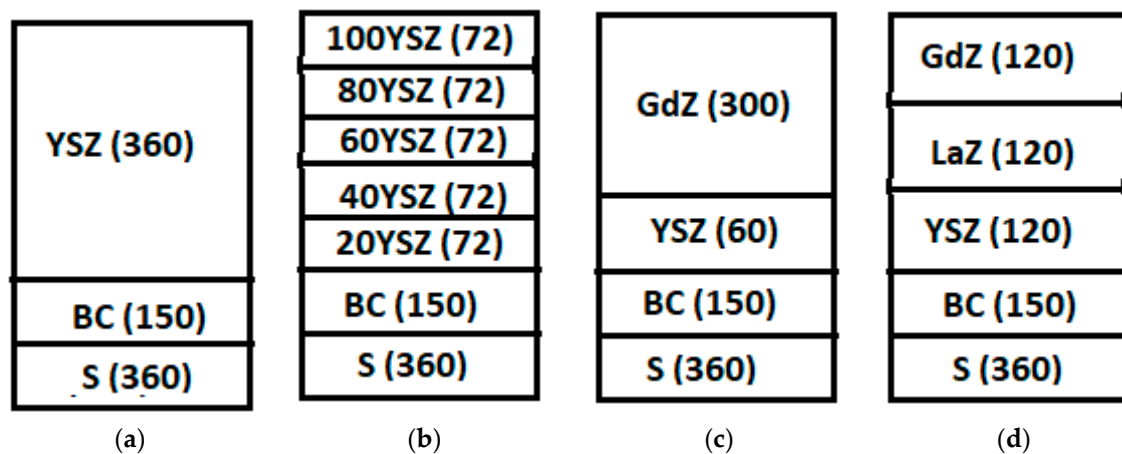 YSZ (360)
BC (150)
S (360)
(a)
100YSZ (72)
80YSZ (72)
60YSZ (72)
40YSZ (72)
20YSZ (72)
BC (150)
S (360)
(b)
GdZ (300)
YSZ (60)
BC (150)
S (360)
(c)
GdZ (120)
LaZ (120)
YSZ (120)
BC (150)
S (360)
(d)